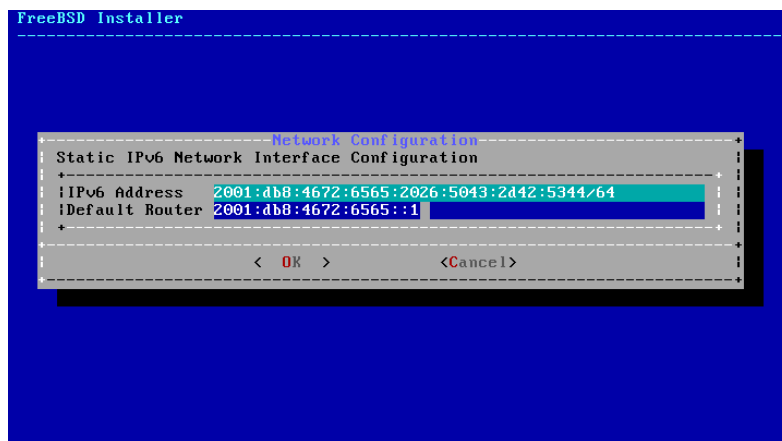 FreeBSD Installer
Network Configuration
Static IPv6 Network Interface Configuration
IPv6 Address 2001:db8:4672:6565:2026:5043:2d42:5344/64
Default Router 2001:db8:4672:6565::1
< OK > <Cancel>